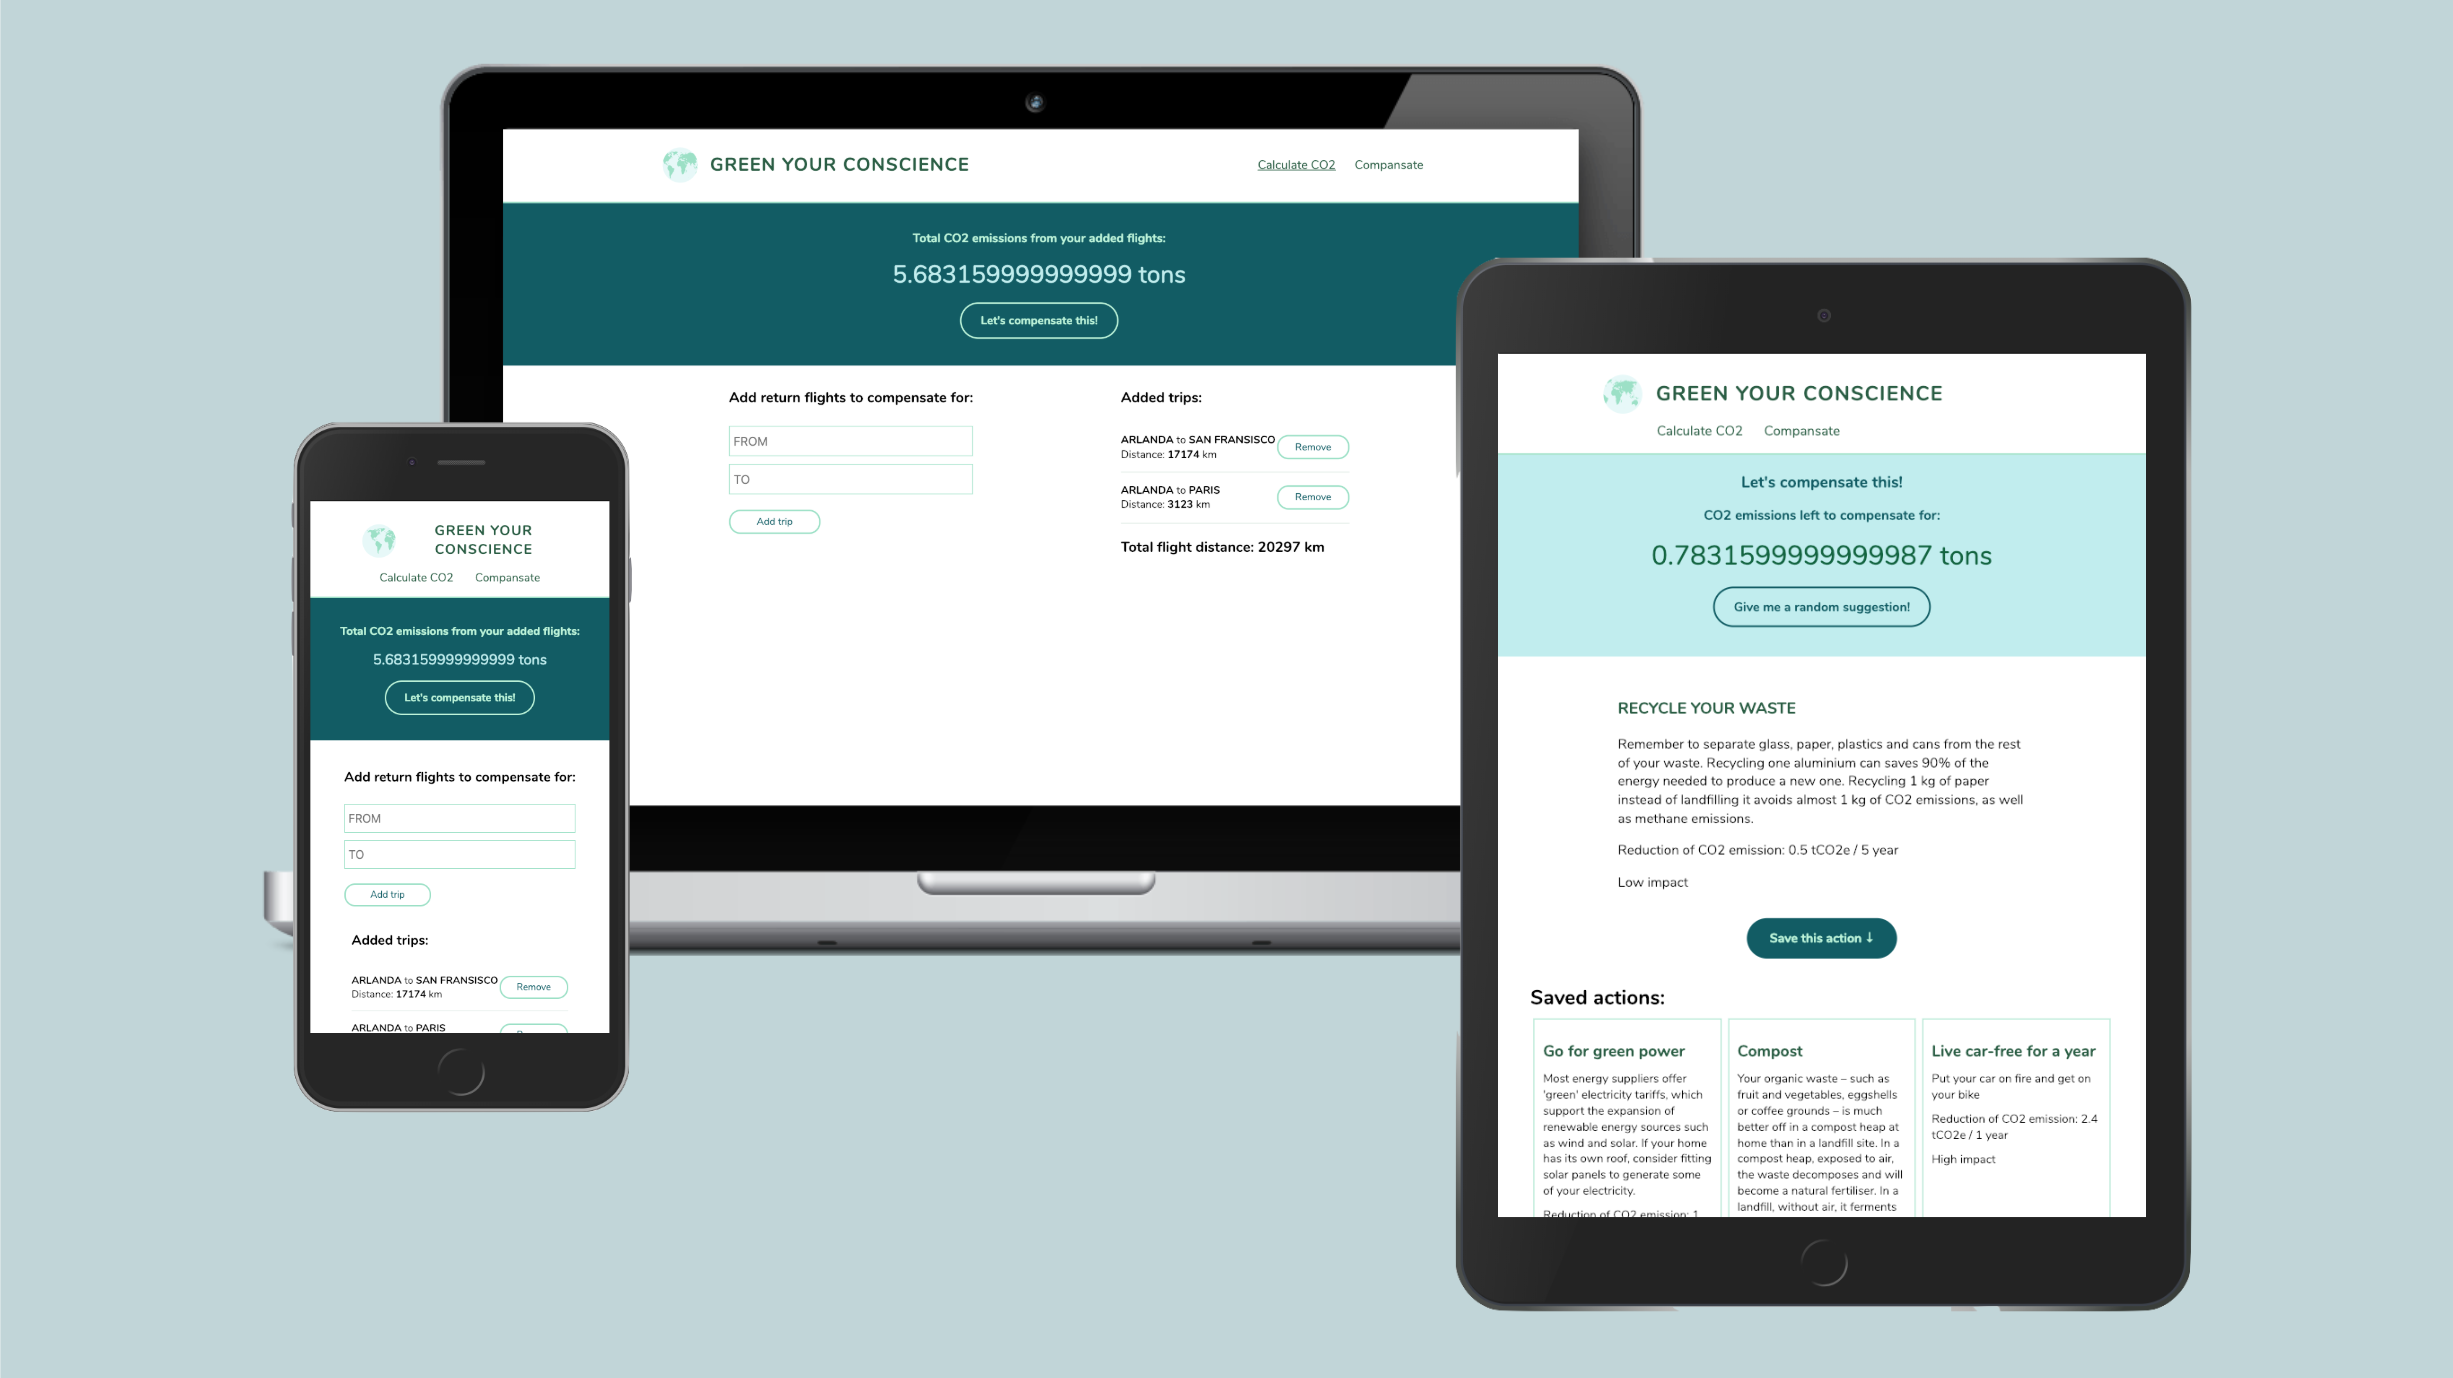 GREEN YOUR CONSCIENCE
Calculate CO2 Compansate
Total CO2 emissions from your added flights:
5.683159999999999 tons
Let's compensate this!
Add return flights to compensate for:
FROM
TO
Add trip
Added trips:
ARLANDA to SAN FRANSISCO
Distance: 17174 km
Remove
ARLANDA to PARIS
Distance: 3123 km
Remove
Total flight distance: 20297 km
GREEN YOUR
CONSCIENCE
Calculate CO2 Compansate
Total CO2 emissions from your added flights:
5.683159999999999 tons
Let's compensate this!
Add return flights to compensate for:
FROM
TO
Add trip
Added trips:
ARLANDA to SAN FRANSISCO
Distance: 17174 km
Remove
ARLANDA to PARIS
GREEN YOUR CONSCIENCE
Calculate CO2 Compansate
Let's compensate this!
CO2 emissions left to compensate for:
0.7831599999999987 tons
Give me a random suggestion!
RECYCLE YOUR WASTE
Remember to separate glass, paper, plastics and cans from the rest
of your waste. Recycling one aluminium can saves 90% of the
energy needed to produce a new one. Recycling 1 kg of paper
instead of landfilling it avoids almost 1 kg of CO2 emissions, as well
as methane emissions.
Reduction of CO2 emission: 0.5 tCO2e / 5 year
Low impact
Save this action ↓
Saved actions:
Go for green power
Most energy suppliers offer
'green' electricity tariffs, which
support the expansion of
renewable energy sources such
as wind and solar. If your home
has its own roof, consider fitting
solar panels to generate some
of your electricity.
Reduction of CO2 emission: 1
Compost
Your organic waste – such as
fruit and vegetables, eggshells
or coffee grounds – is much
better off in a compost heap at
home than in a landfill site. In a
compost heap, exposed to air,
the waste decomposes and will
become a natural fertiliser. In a
landfill, without air, it ferments
Live car-free for a year
Put your car on fire and get on
your bike
Reduction of CO2 emission: 2.4
tCO2e / 1 year
High impact